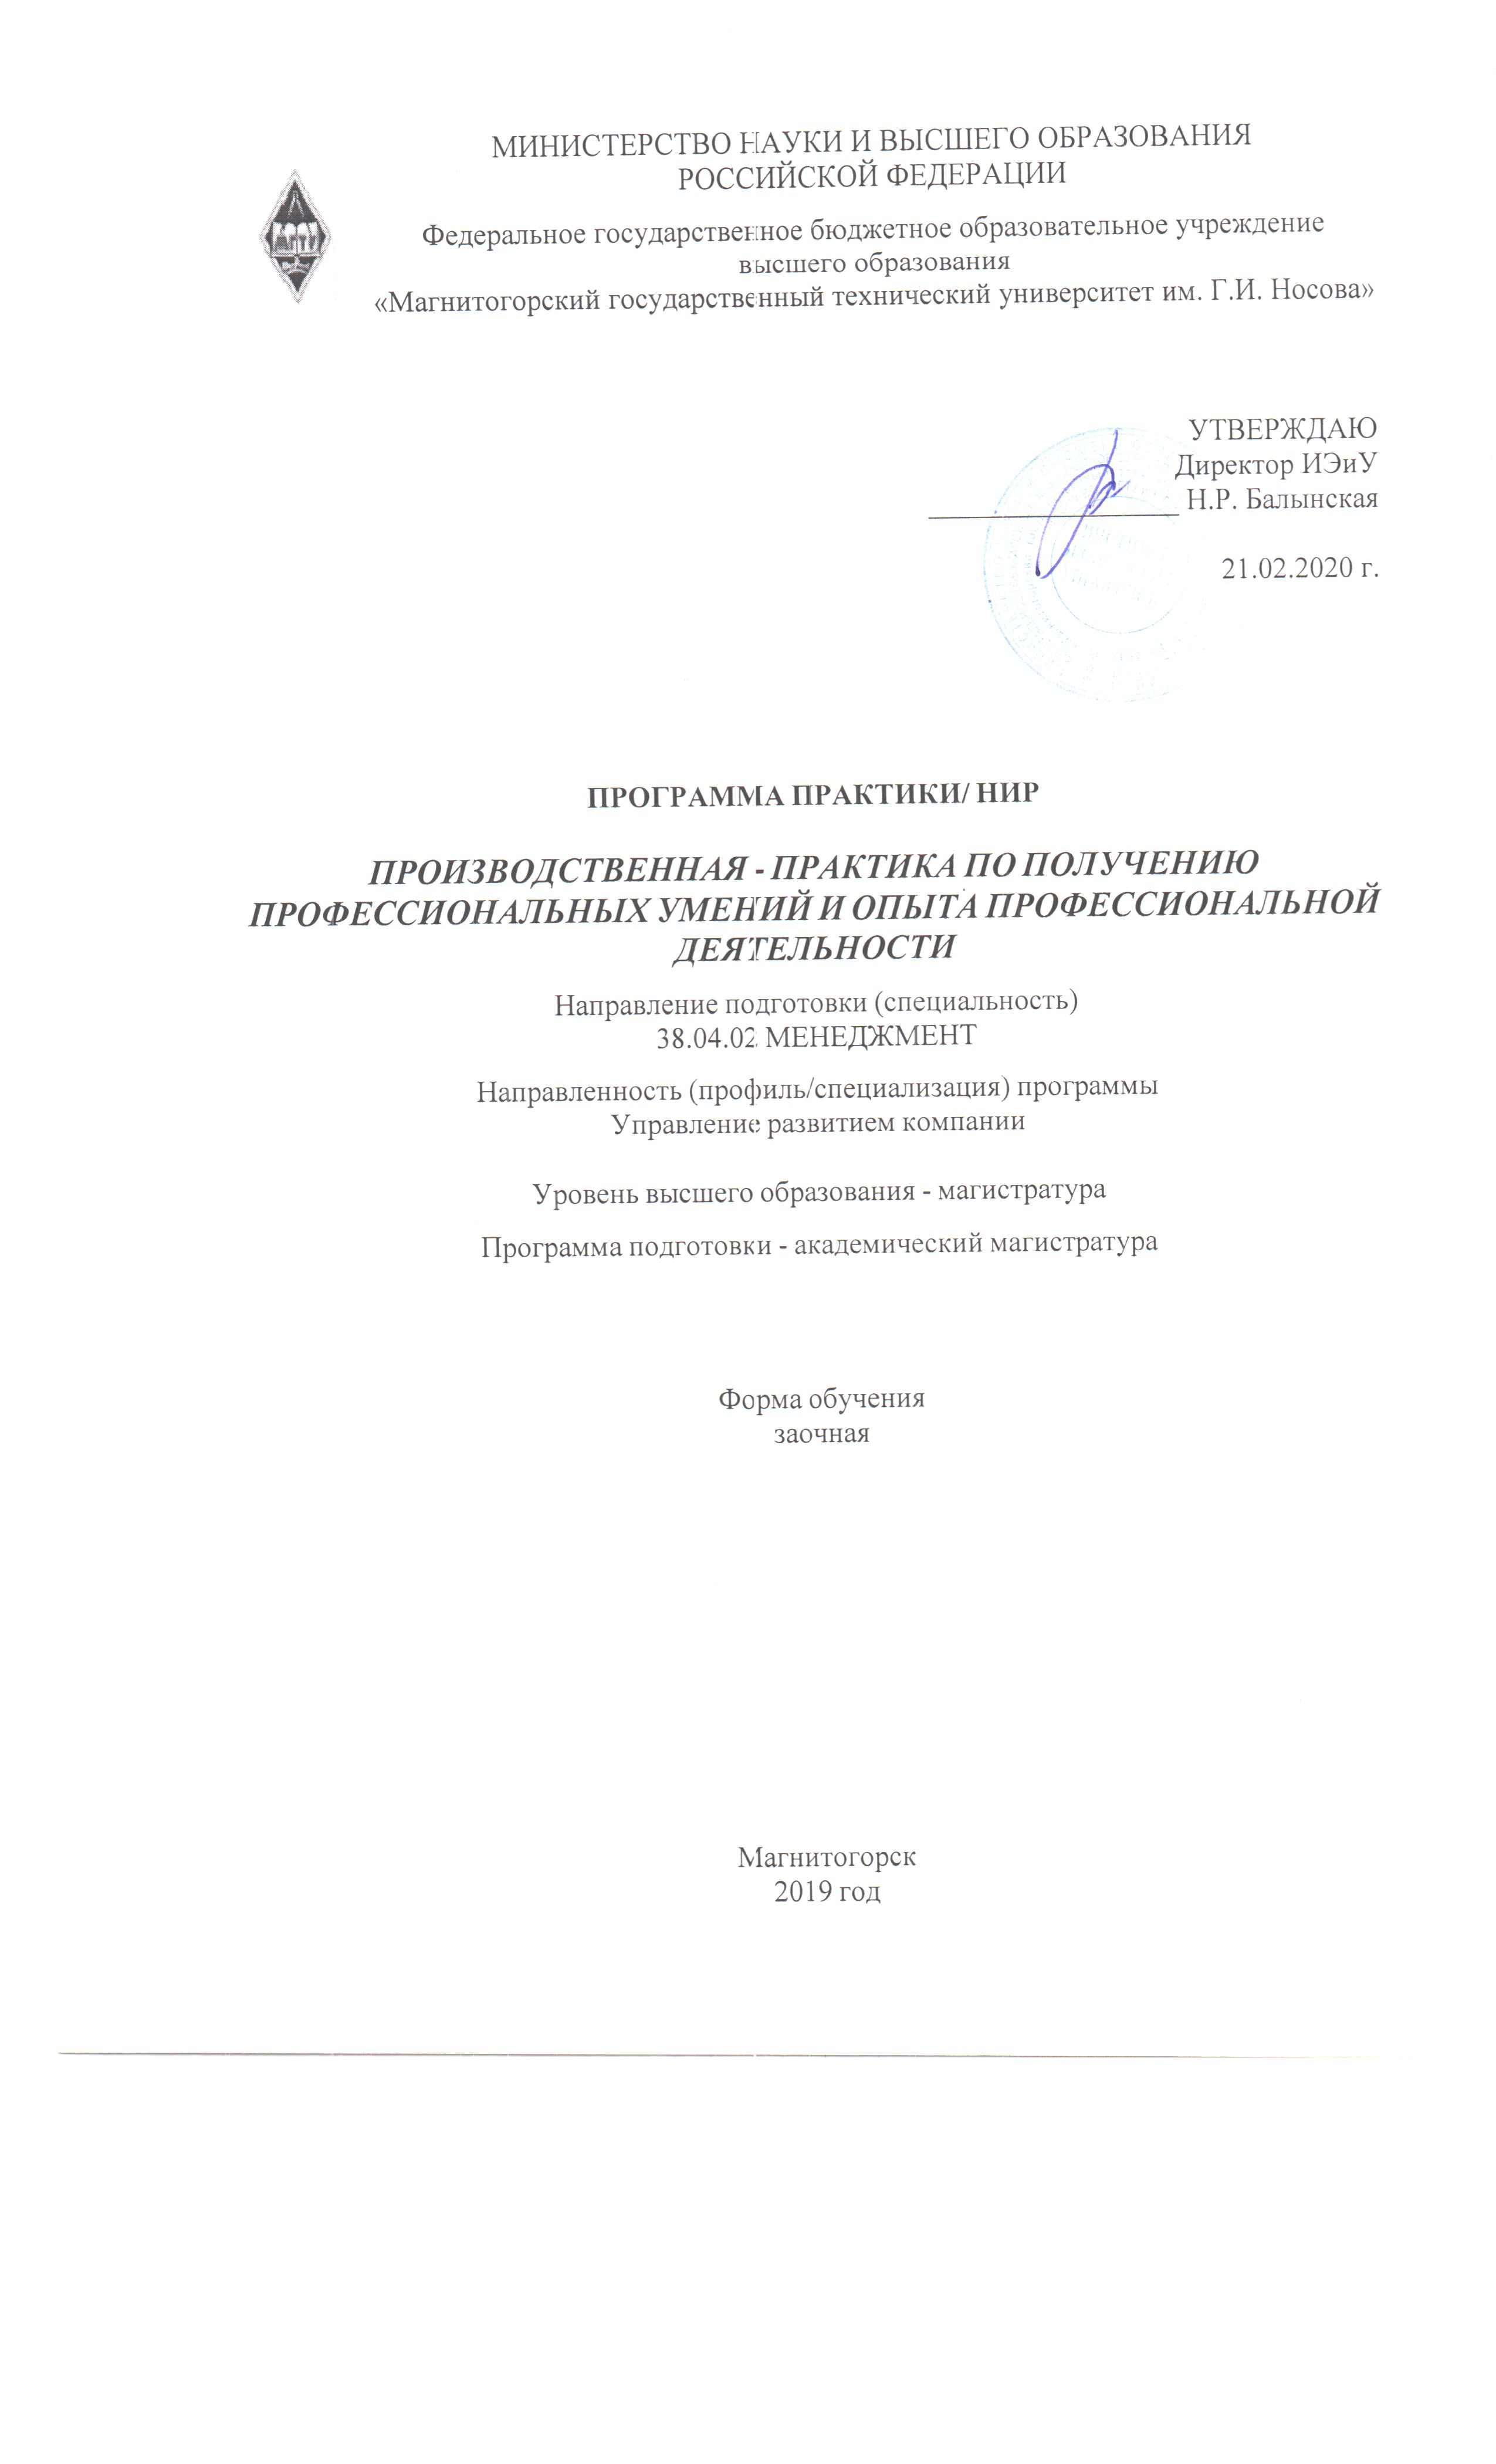 МИНИСТЕРСТВО НАУКИ И ВЫСШЕГО ОБРАЗОВАНИЯ
РОССИЙСКОЙ ФЕДЕРАЦИИ
МГТУ
Федеральное государственное бюджетное образовательное учреждение
высшего образования
«Магнитогорский государственный технический университет им. Г.И. Носова»
УТВЕРЖДАЮ
Директор ИЭиУ
Н.Р. Балынская
21.02.2020 г.
ПРОГРАММА ПРАКТИКИ/ НИР
ПРОИЗВОДСТВЕННАЯ - ПРАКТИКА ПО ПОЛУЧЕНИЮ
ПРОФЕССИОНАЛЬНЫХ УМЕНИЙ И ОПЫТА ПРОФЕССИОНАЛЬНОЙ
ДЕЯТЕЛЬНОСТИ
Направление подготовки (специальность)
38.04.02 МЕНЕДЖМЕНТ
Направленность (профиль/специализация) программы
Управление развитием компании
Уровень высшего образования - магистратура
Программа подготовки - академический магистратура
Форма обучения
заочная
Магнитогорск
2019 год